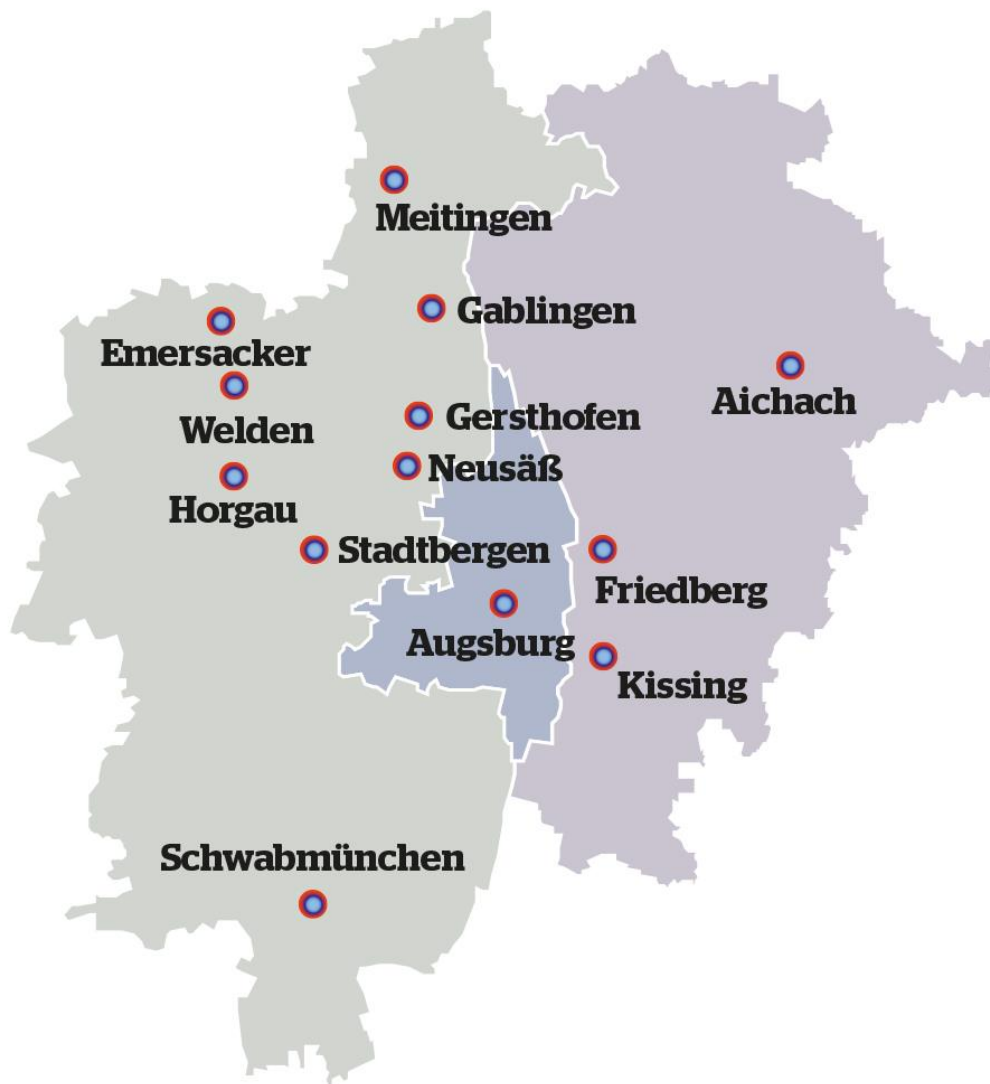 Meitingen
Gablingen
Emersacker
Aichach
Welden
Gersthofen
Neusäß
Horgau
Stadtbergen
Friedberg
Augsburg
Kissing
Schwabmünchen